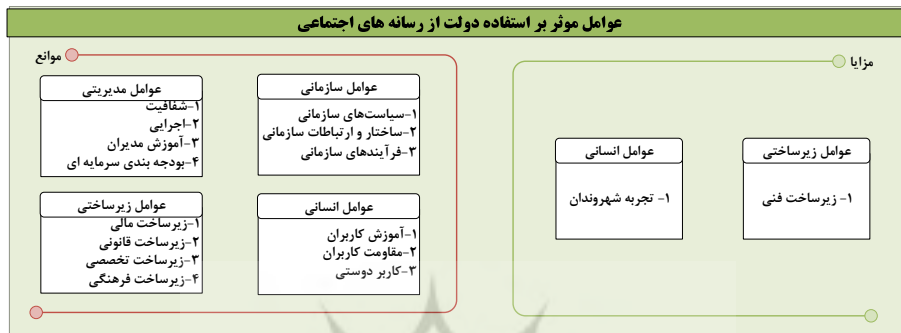 عوامل موثر بر استفاده دولت از رسانه های اجتماعی
مزایا
عوامل زیرساختی
۱- زیرساخت فنی
عوامل انسانی
۱- تجربه شهروندان
موانع
عوامل سازمانی
۱-سیاست‌های سازمانی
۲-ساختار و ارتباطات سازمانی
۳-فرآیندهای سازمانی
عوامل مدیریتی
۱-شفافیت
۲-اجرایی
۳-آموزش مدیران
۴-بودجه بندی سرمایه ای
عوامل انسانی
۱-آموزش کاربران
۲-مقاومت کاربران
۳-کاربر دوستی
عوامل زیرساختی
۱-زیرساخت مالی
۲-زیرساخت قانونی
۳-زیرساخت تخصصی
۴-زیرساخت فرهنگی